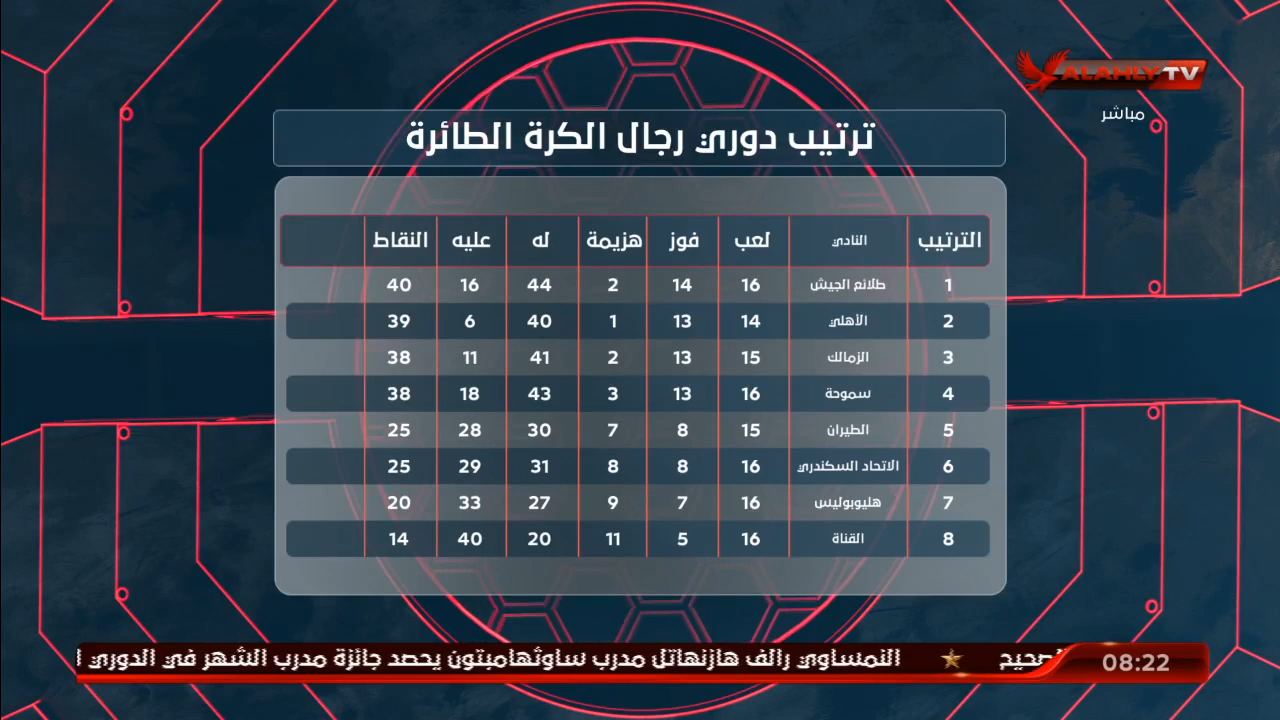 ALAHLY TV
مباشر
ترتيب دوري رجال الكرة الطائرة
الترتيب النادي لعب فوز هزيمة له عليه النقاط
1 طلائع الجيش 16 14 2 44 16 40
2 الأهلي 14 13 1 40 6 39
3 الزمالك 15 13 2 41 11 38
4 سموحة 16 13 3 43 18 38
5 الطيران 15 8 7 30 28 25
6 الاتحاد السكندري 16 8 8 31 29 25
7 هليوبوليس 16 7 9 27 33 20
8 القناة 16 5 11 20 40 14
08:22 النمساوي رالف هازنهاتل مدرب ساوثهامبتون يحصد جائزة مدرب الشهر في الدوري